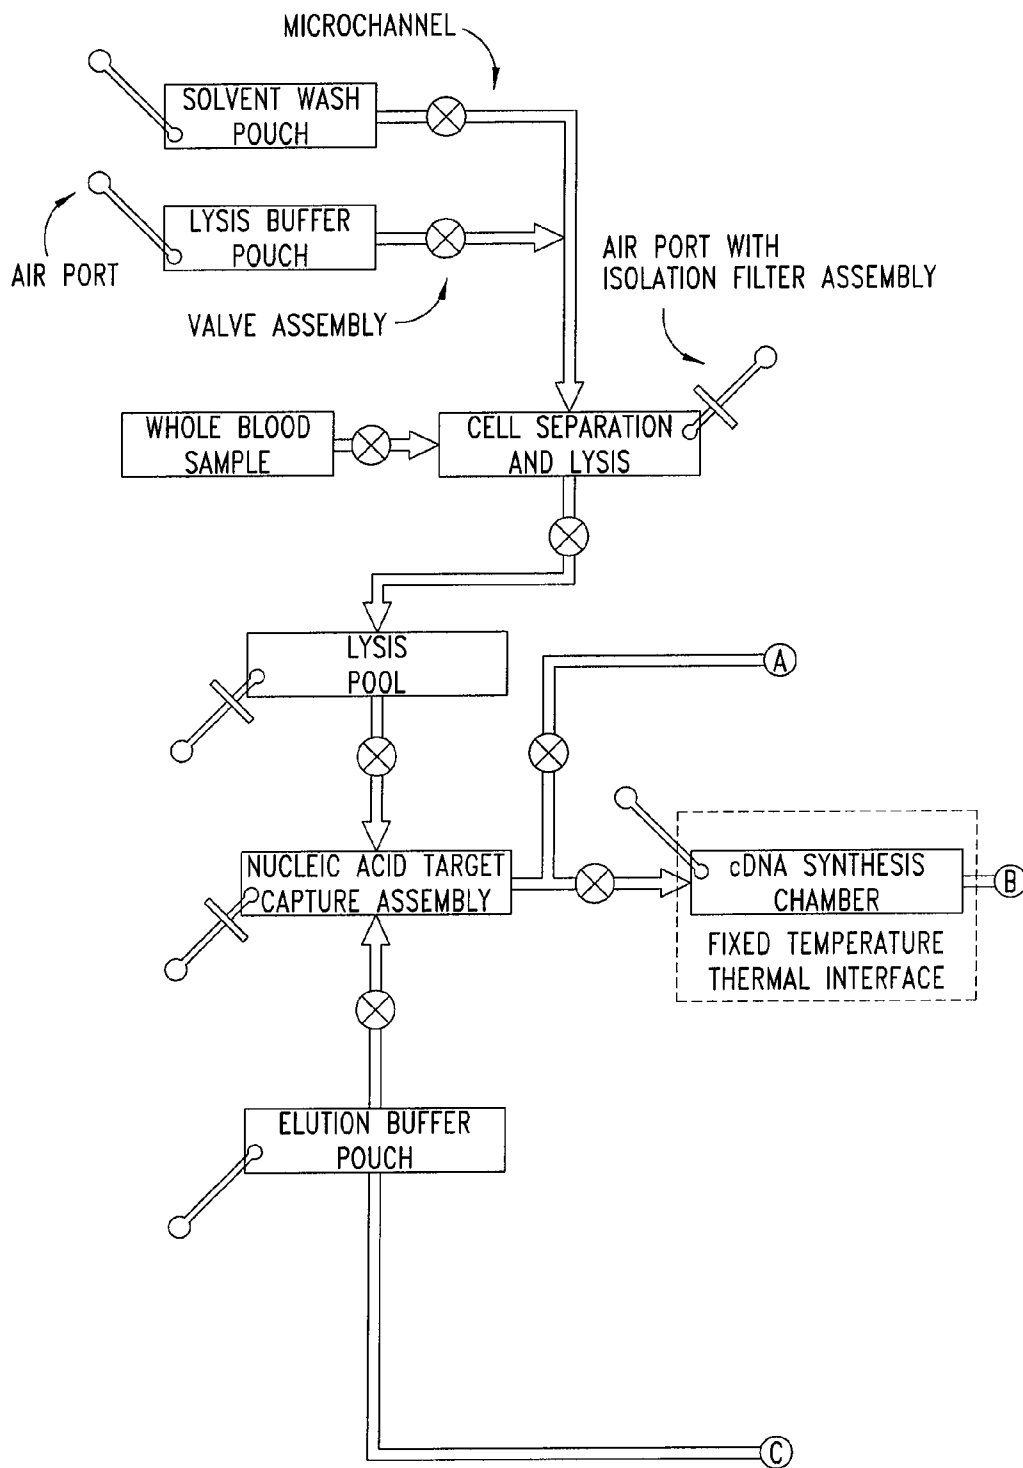 MICROCHANNEL
SOLVENT WASH
POUCH
LYSIS BUFFER
POUCH
AIR PORT
VALVE ASSEMBLY
AIR PORT WITH
ISOLATION FILTER ASSEMBLY
WHOLE BLOOD
SAMPLE
CELL SEPARATION
AND LYSIS
LYSIS
POOL
A
NUCLEIC ACID TARGET
CAPTURE ASSEMBLY
cDNA SYNTHESIS
CHAMBER
B
FIXED TEMPERATURE
THERMAL INTERFACE
ELUTION BUFFER
POUCH
C